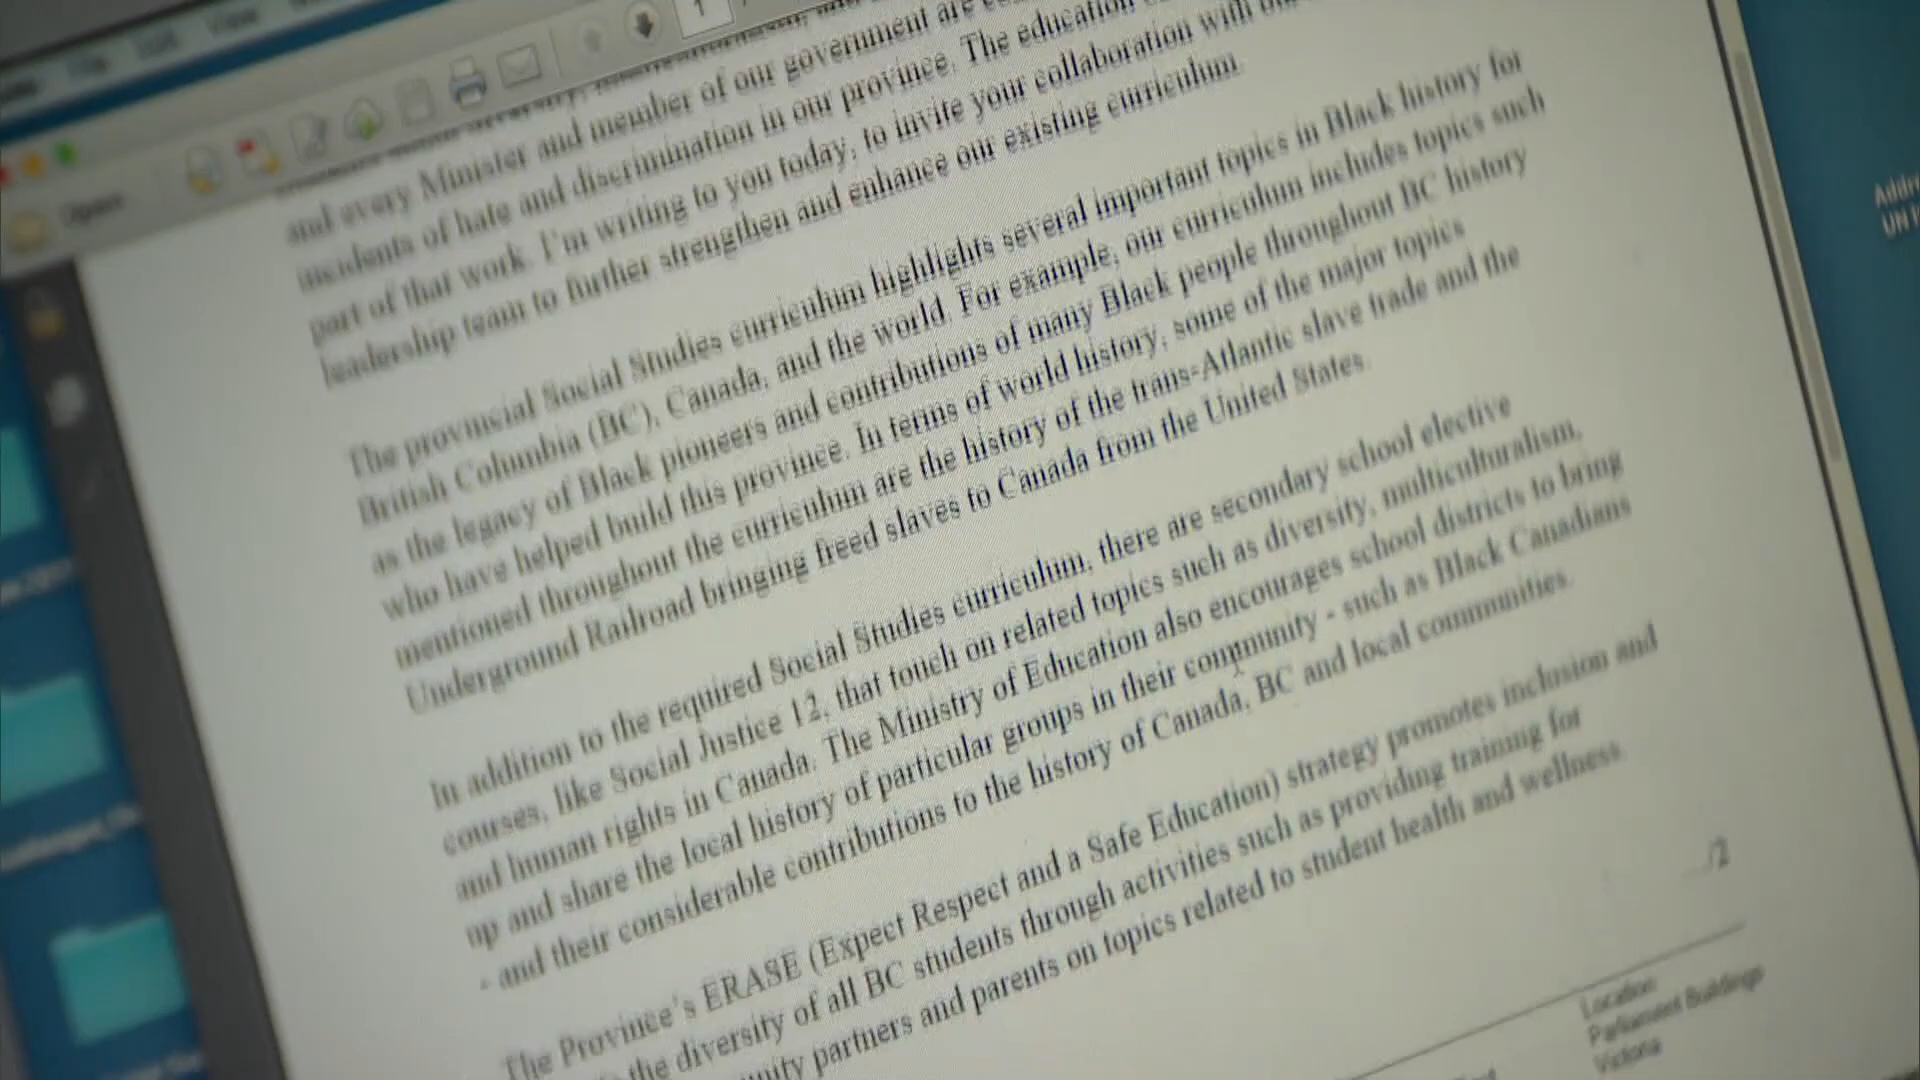 View
1
Open
and every Minister and member of our government are
incidents of hate and discrimination in our province. The education
part of that work. I'm writing to you today, to invite your collaboration with
leadership team to further strengthen and enhance our existing curriculum.
The provincial Social Studies curriculum highlights several important topics in Black history for
British Columbia (BC), Canada, and the world. For example, our curriculum includes topics such
as the legacy of Black pioneers and contributions of many Black people throughout BC history
who have helped build this province. In terms of world history, some of the major topics
mentioned throughout the curriculum are the history of the trans-Atlantic slave trade and the
Underground Railroad bringing freed slaves to Canada from the United States.
In addition to the required Social Studies curriculum, there are secondary school elective
courses, like Social Justice 12, that touch on related topics such as diversity, multiculturalism,
and human rights in Canada. The Ministry of Education also encourages school districts to bring
up and share the local history of particular groups in their community - such as Black Canadians
- and their considerable contributions to the history of Canada, BC and local communities.
The Province's ERASE (Expect Respect and a Safe Education) strategy promotes inclusion and
the diversity of all BC students through activities such as providing training for
partners and parents on topics related to student health and wellness.
.../2
Location
Parliament Buildings
Victoria